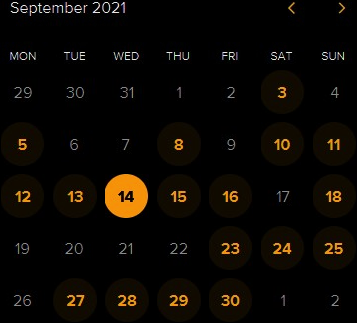 September 2021
MON TUE WED THU FRI SAT SUN
29 30 31 1 2 3 4
5 6 7 8 9 10 11
12 13 14 15 16 17 18
19 20 21 22 23 24 25
26 27 28 29 30 1 2